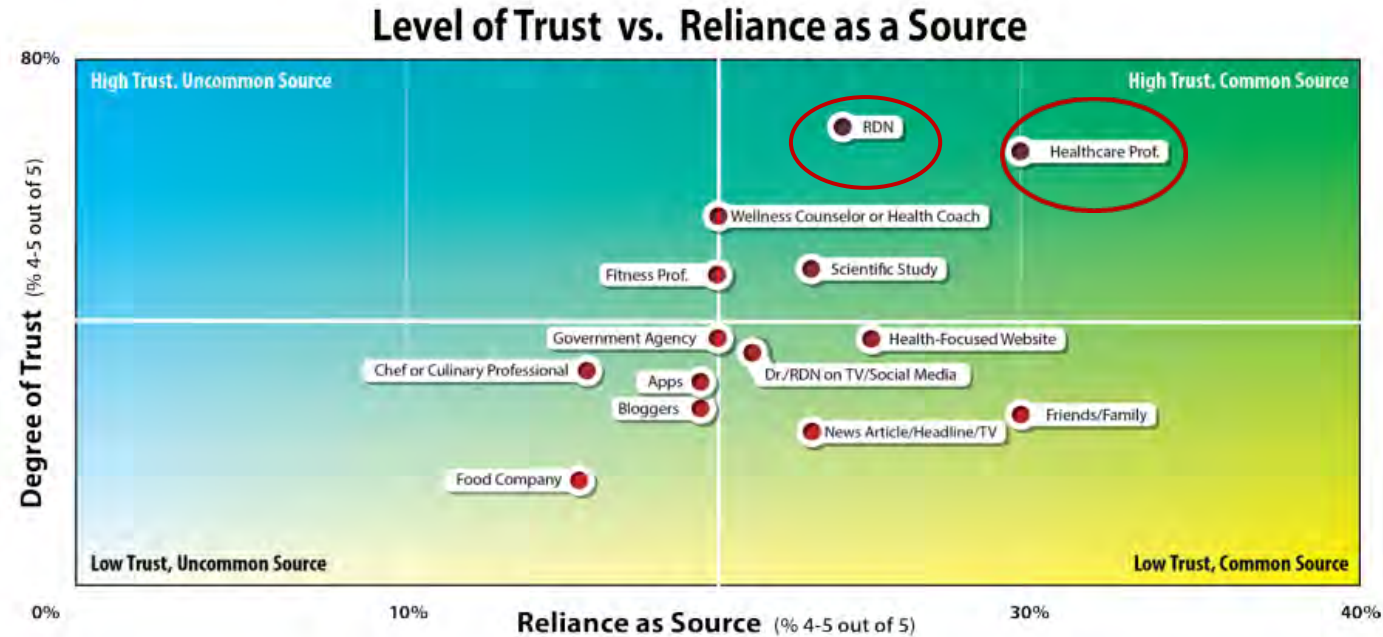 Level of Trust vs. Reliance as a Source
80%
High Trust. Uncommon Source
High Trust, Common Source
RDN
Healthcare Prof.
Wellness Counselor or Health Coach
Fitness Prof.
Scientific Study
Government Agency
Health-Focused Website
Chef or Culinary Professional
Dr./RDN on TV/Social Media
Apps
Bloggers
Friends/Family
News Article/Headline/TV
Food Company
Degree of Trust (% 4-5 out of 5)
Low Trust, Uncommon Source
Low Trust, Common Source
0%
10%
30%
40%
Reliance as Source (% 4-5 out of 5)